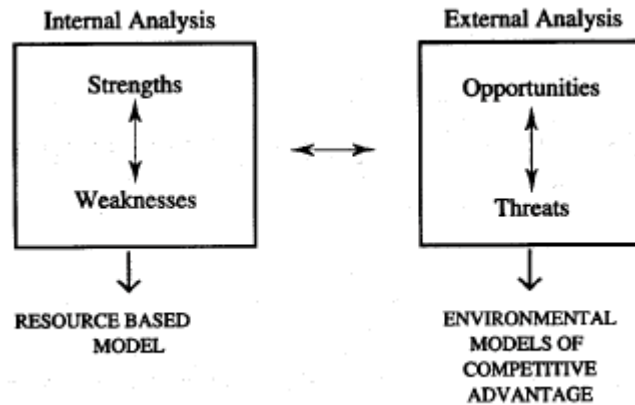 Internal Analysis
Strengths
Weaknesses
RESOURCE BASED
MODEL
External Analysis
Opportunities
Threats
ENVIRONMENTAL
MODELS OF
COMPETITIVE
ADVANTAGE